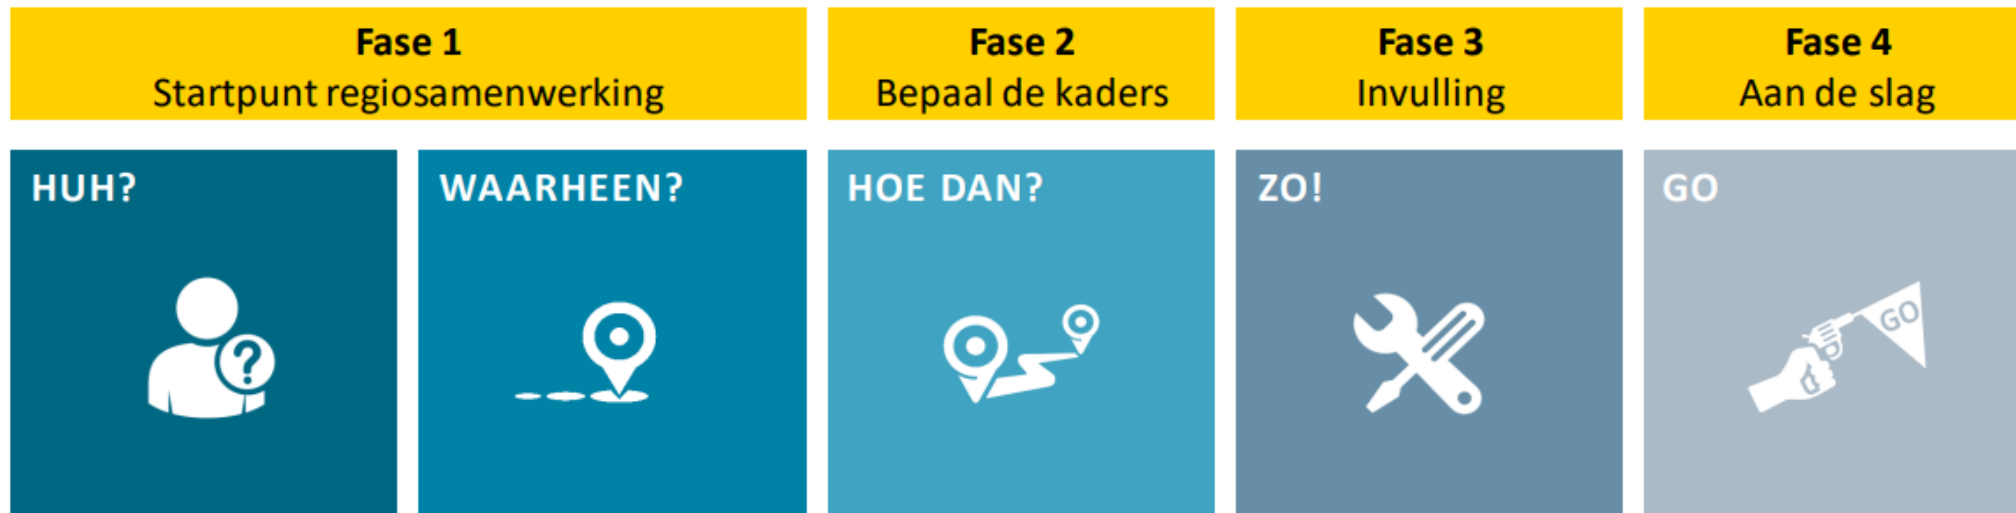 Fase 1
Startpunt regiosamenwerking
Fase 2
Bepaal de kaders
Fase 3
Invulling
Fase 4
Aan de slag
HUH?
?
WAARHEEN?
HOE DAN?
ZO!
GO
GO